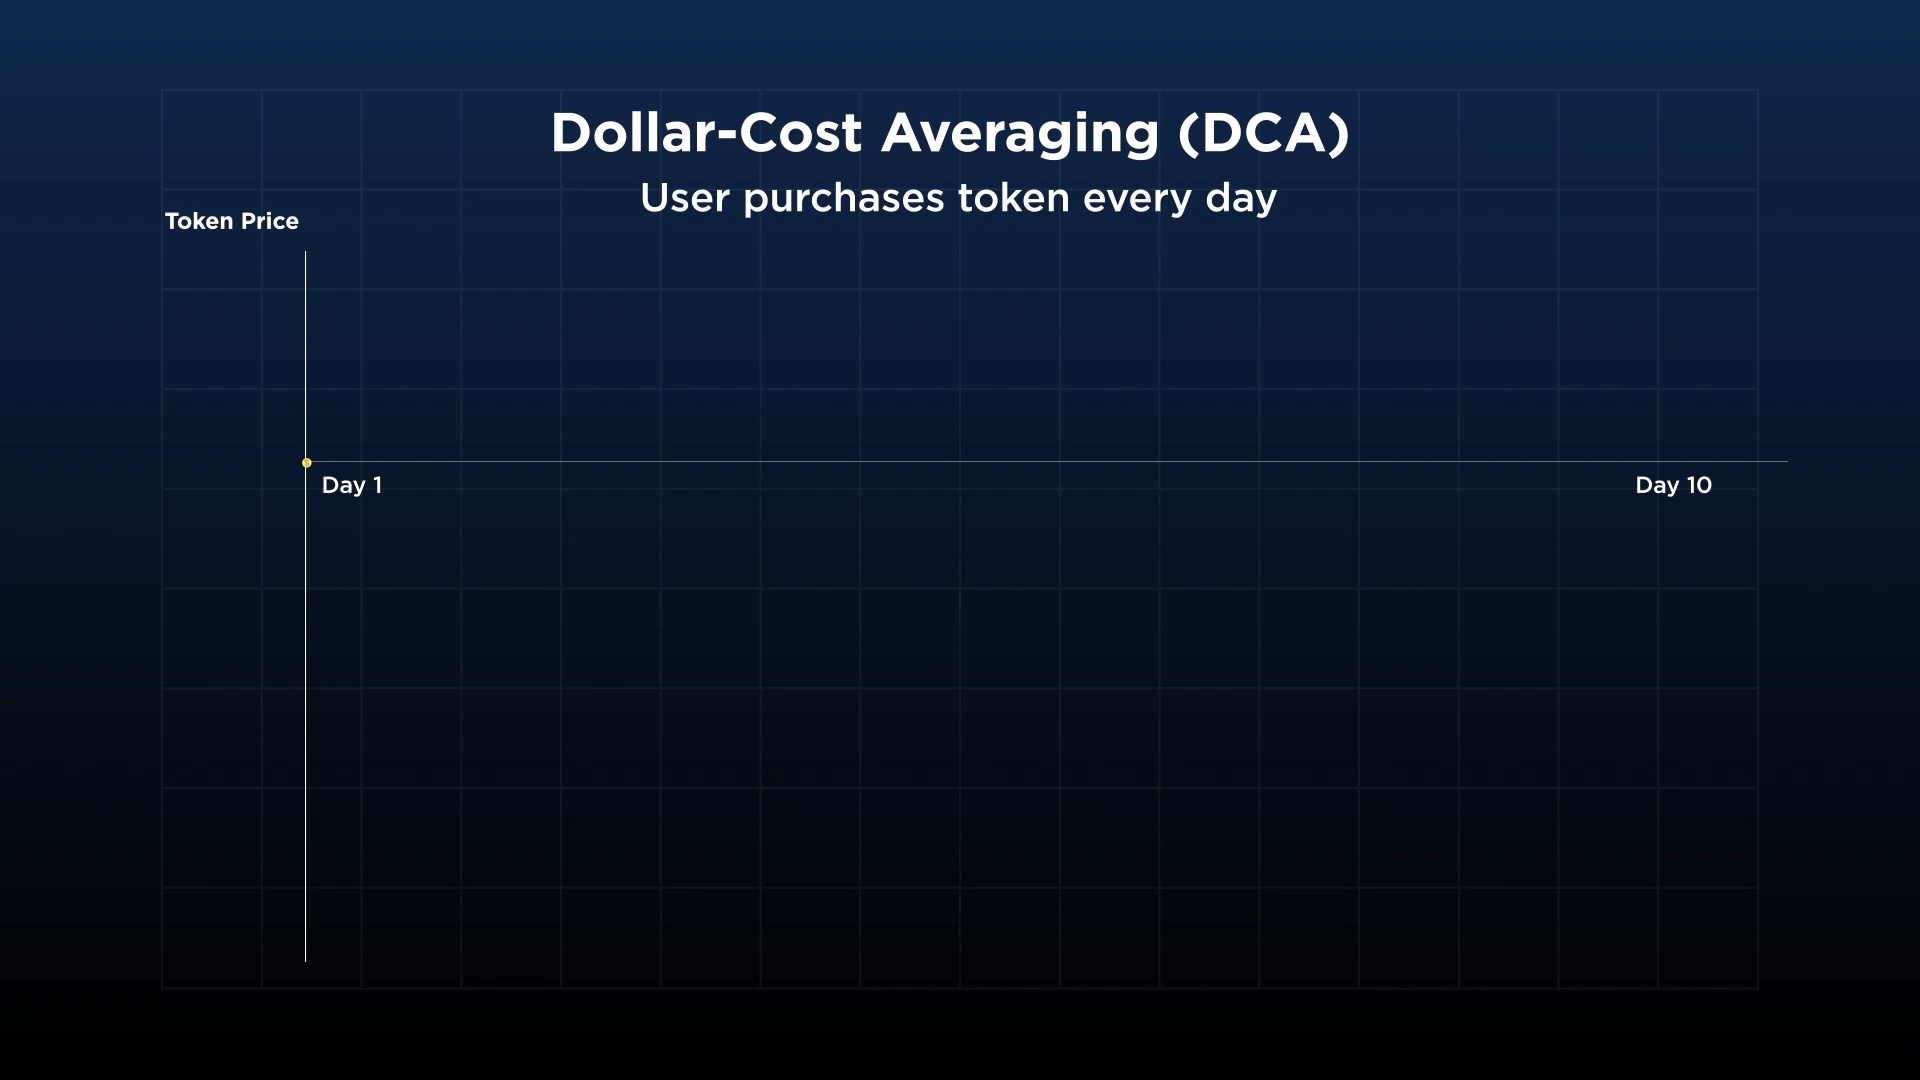 Dollar-Cost Averaging (DCA)
User purchases token every day
Token Price
Day 1
Day 10